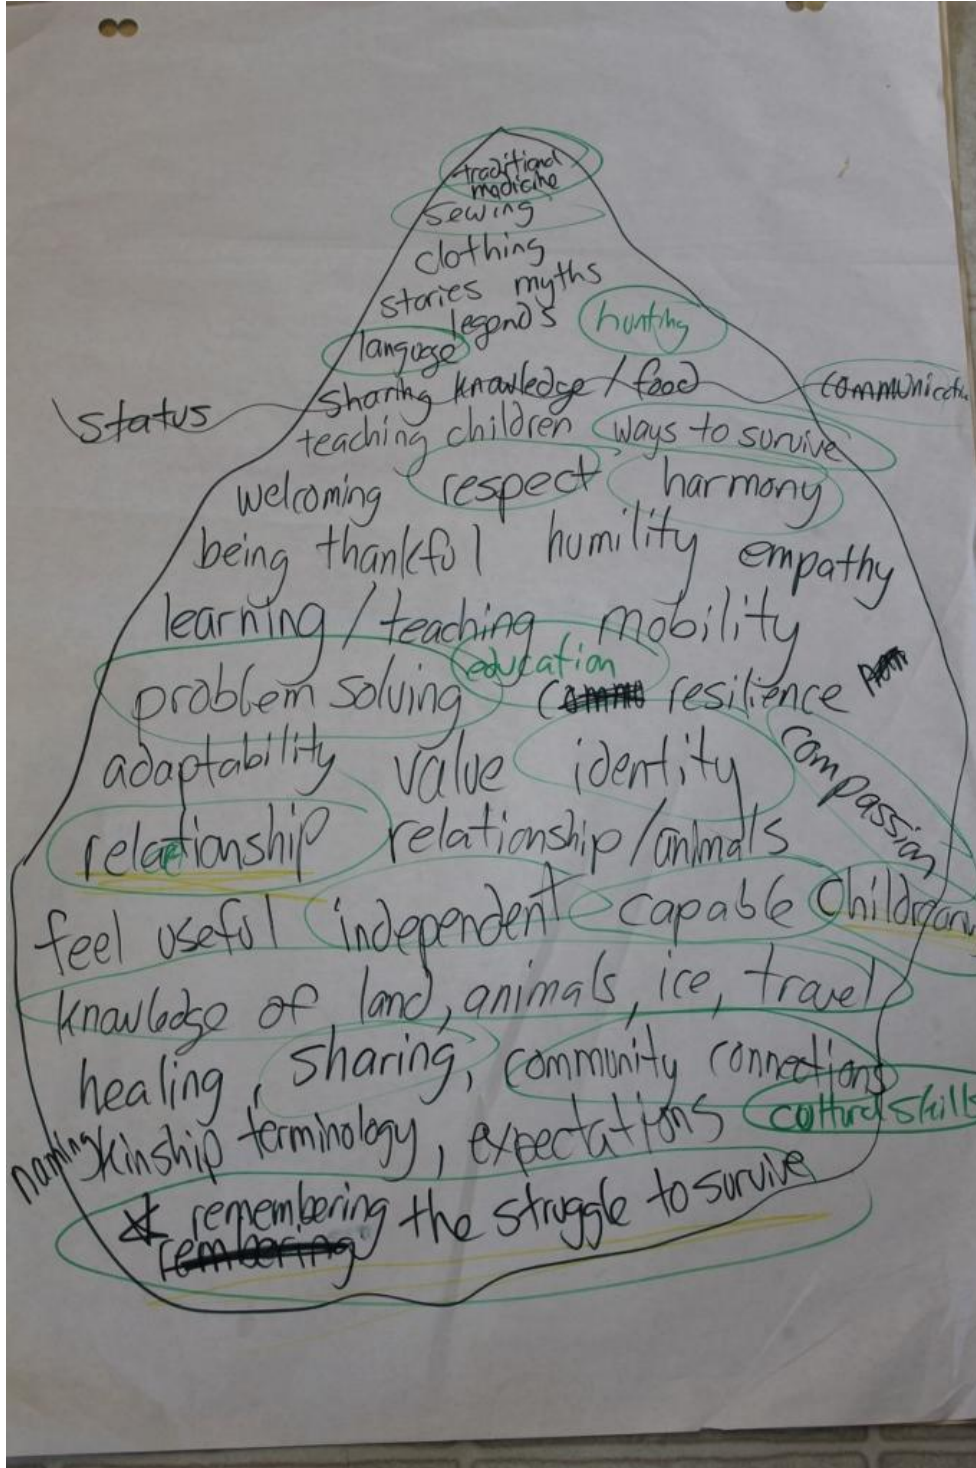 traditional
medicine
sewing
clothing
stories myths
legends hunting
language
status sharing knowledge / food
teaching children ways to survive
welcoming respect harmony
being thankful humility empathy
learning / teaching mobility
education
problem solving resilience
compassion
adaptability value identity
relationship relationship/animals
feel useful independent capable
knowledge of land, animals, ice, travel
healing, sharing, community connections
cultural skills
naming kinship terminology, expectations
remembering the struggle to survive
rembering